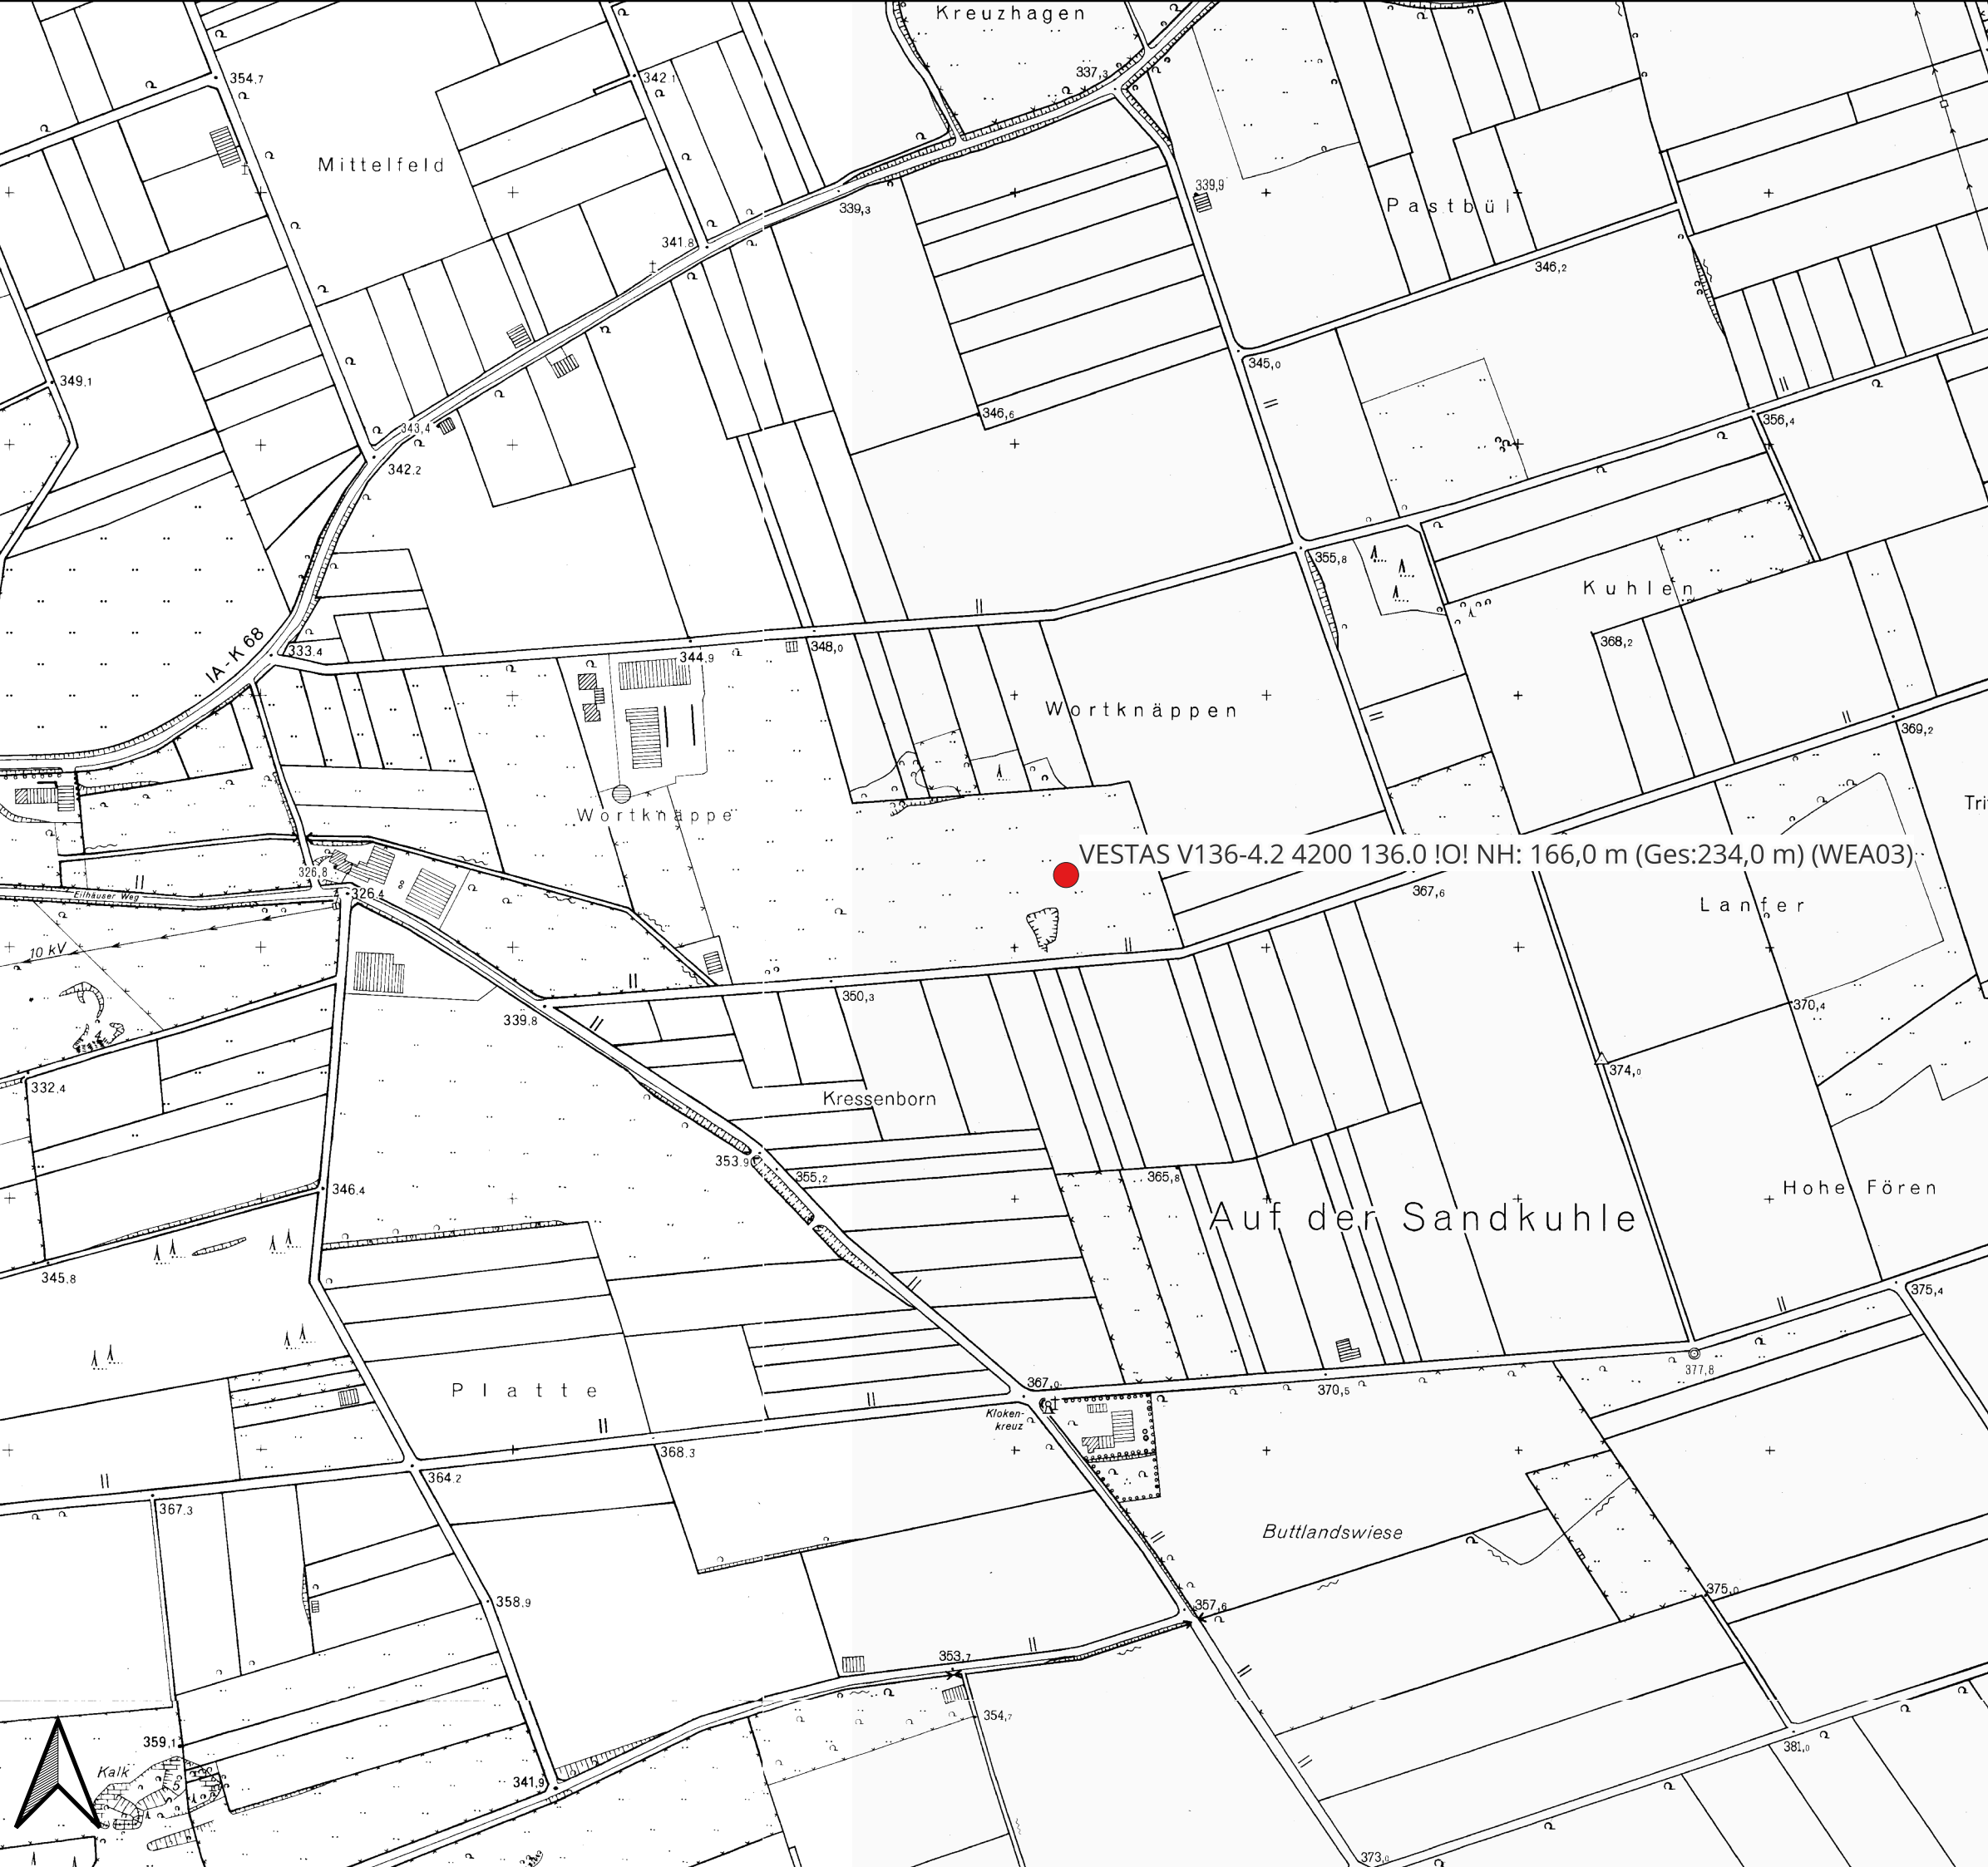 Kreuzhagen
337,3
354.7
342.1
Mittelfeld
339,9
Pastbül
339,3
341.8
346,2
345,0
349.1
346,6
356,4
343,4
342.2
355,8
Kuhlen
IA-K 68
333.4
344.9
348,0
368,2
Wortknäppen
369,2
Wortknäppe
Tri
VESTAS V136-4.2 4200 136.0 !O! NH: 166,0 m (Ges:234,0 m) (WEA03)
326,8
326.4
Eilhäuser Weg
367,6
Lanfer
10 kV
350,3
339.8
370,4
332.4
374,0
Kressenborn
353.9
355,2
365,8
346.4
Hohe Fören
Auf der Sandkuhle
345.8
375,4
377,8
367,0
370,5
Platte
Kloken-
kreuz
368.3
364.2
367.3
Buttlandswiese
358.9
357,6
375,0
353,7
354,7
359,1
Kalk
341,9
381,0
373,0